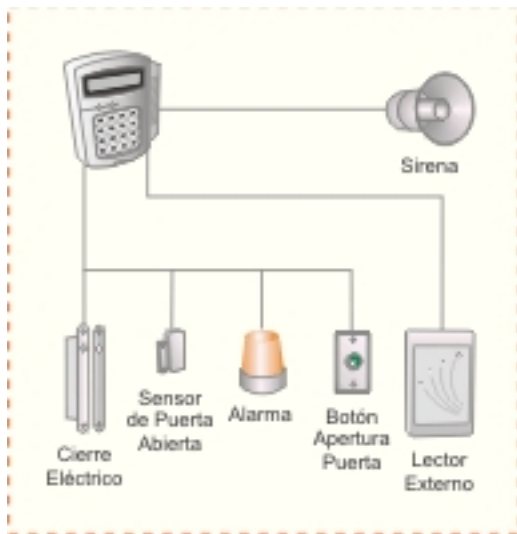 Sirena
Cierre
Eléctrico
Sensor
de Puerta
Abierta
Alarma
Botón
Apertura
Puerta
Lector
Externo